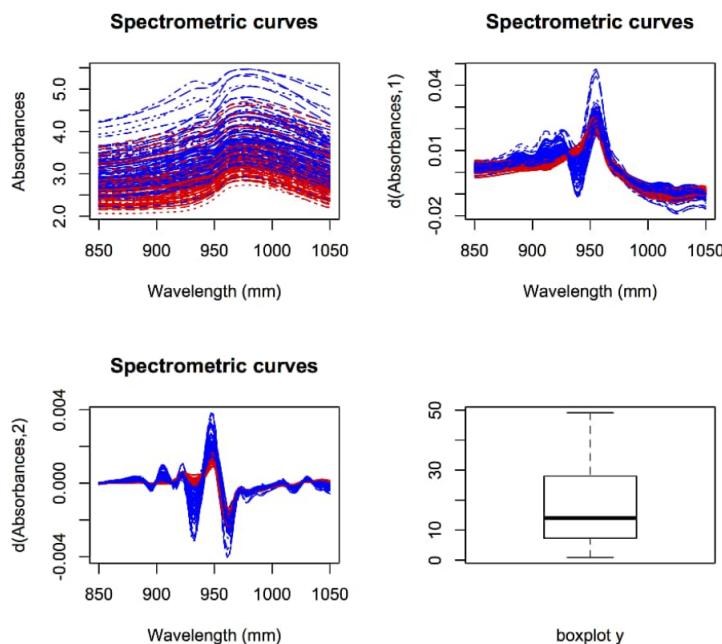 Spectrometric curves
Absorbances
5.0
4.0
3.0
2.0
850 900 950 1000 1050
Wavelength (mm)
Spectrometric curves
d(Absorbances,1)
0.04
0.01
-0.02
850 900 950 1000 1050
Wavelength (mm)
Spectrometric curves
d(Absorbances,2)
0.004
0.000
-0.004
850 900 950 1000 1050
Wavelength (mm)
50
30
10
0
boxplot y